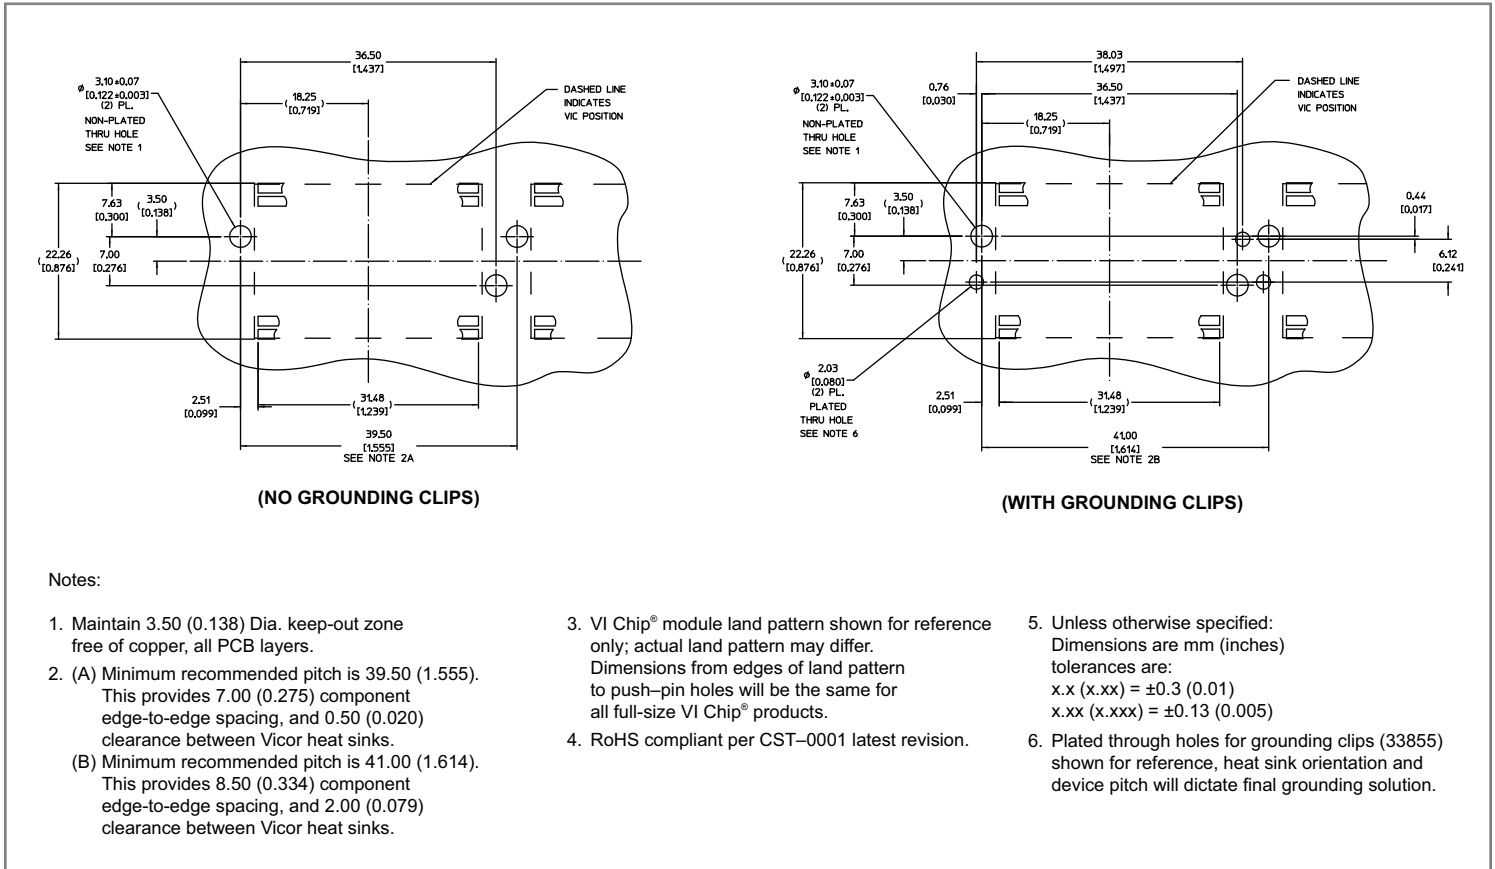 36.50
[1.437]
ø 3.10±0.07
[0.122±0.003]
(2) PL.
NON-PLATED
THRU HOLE
SEE NOTE 1
(18.25)
[0.719]
DASHED LINE
INDICATES
VIC POSITION
7.63
[0.300]
(3.50)
[0.138]
(22.26)
[0.876]
7.00
[0.276]
2.51
[0.099]
(31.48)
[1.239]
39.50
[1.555]
SEE NOTE 2A
(NO GROUNDING CLIPS)
38.03
[1.497]
ø 3.10±0.07
[0.122±0.003]
(2) PL.
NON-PLATED
THRU HOLE
SEE NOTE 1
0.76
[0.030]
36.50
[1.437]
(18.25)
[0.719]
DASHED LINE
INDICATES
VIC POSITION
7.63
[0.300]
(3.50)
[0.138]
0.44
[0.017]
(22.26)
[0.876]
7.00
[0.276]
6.12
[0.241]
ø 2.03
[0.080]
(2) PL.
PLATED
THRU HOLE
SEE NOTE 6
2.51
[0.099]
(31.48)
[1.239]
41.00
[1.614]
SEE NOTE 2B
(WITH GROUNDING CLIPS)
Notes:
1. Maintain 3.50 (0.138) Dia. keep-out zone
free of copper, all PCB layers.
2. (A) Minimum recommended pitch is 39.50 (1.555).
This provides 7.00 (0.275) component
edge-to-edge spacing, and 0.50 (0.020)
clearance between Vicor heat sinks.
(B) Minimum recommended pitch is 41.00 (1.614).
This provides 8.50 (0.334) component
edge-to-edge spacing, and 2.00 (0.079)
clearance between Vicor heat sinks.
3. VI Chip® module land pattern shown for reference
only; actual land pattern may differ.
Dimensions from edges of land pattern
to push–pin holes will be the same for
all full-size VI Chip® products.
4. RoHS compliant per CST–0001 latest revision.
5. Unless otherwise specified:
Dimensions are mm (inches)
tolerances are:
x.x (x.xx) = ±0.3 (0.01)
x.xx (x.xxx) = ±0.13 (0.005)
6. Plated through holes for grounding clips (33855)
shown for reference, heat sink orientation and
device pitch will dictate final grounding solution.